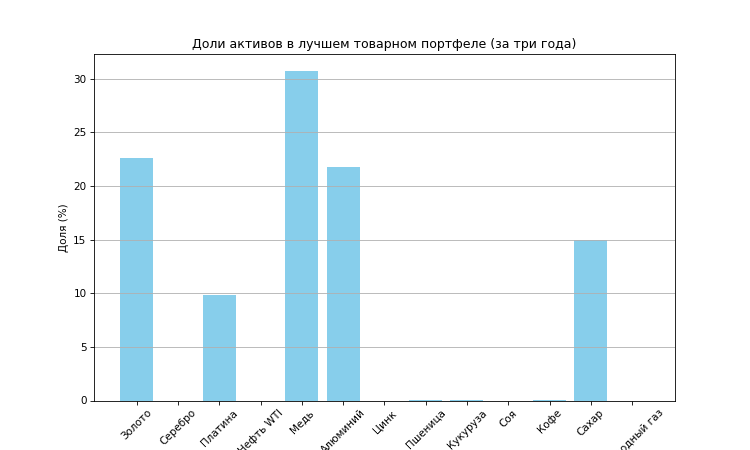 Доли активов в лучшем товарном портфеле (за три года)
Доля (%)
30
25
20
15
10
5
0
Золото
Серебро
Платина
Нефть WTI
Медь
Алюминий
Цинк
Пшеница
Кукуруза
Соя
Кофе
Сахар
газ